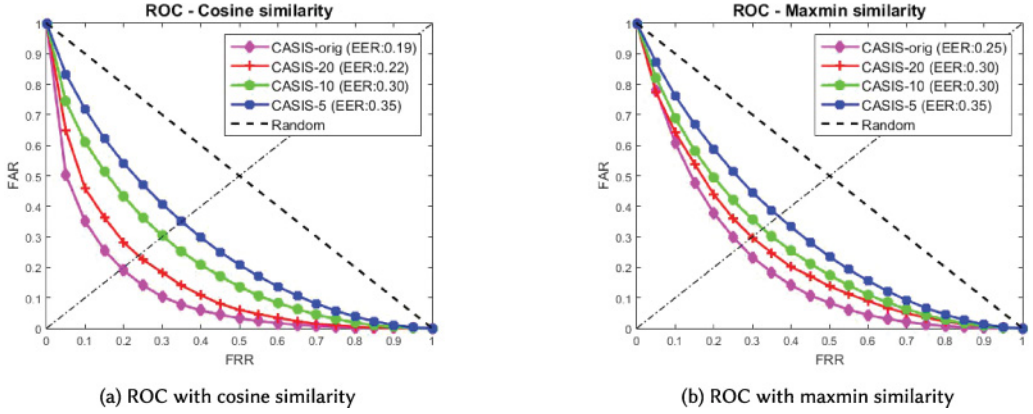 ROC - Cosine similarity
CASIS-orig (EER:0.19)
CASIS-20 (EER:0.22)
CASIS-10 (EER:0.30)
CASIS-5 (EER:0.35)
Random
1
0.9
0.8
0.7
0.6
0.5
0.4
0.3
0.2
0.1
0
FAR
0 0.1 0.2 0.3 0.4 0.5 0.6 0.7 0.8 0.9 1
FRR
(a) ROC with cosine similarity
ROC - Maxmin similarity
CASIS-orig (EER:0.25)
CASIS-20 (EER:0.30)
CASIS-10 (EER:0.30)
CASIS-5 (EER:0.35)
Random
1
0.9
0.8
0.7
0.6
0.5
0.4
0.3
0.2
0.1
0
FAR
0 0.1 0.2 0.3 0.4 0.5 0.6 0.7 0.8 0.9 1
FRR
(b) ROC with maxmin similarity